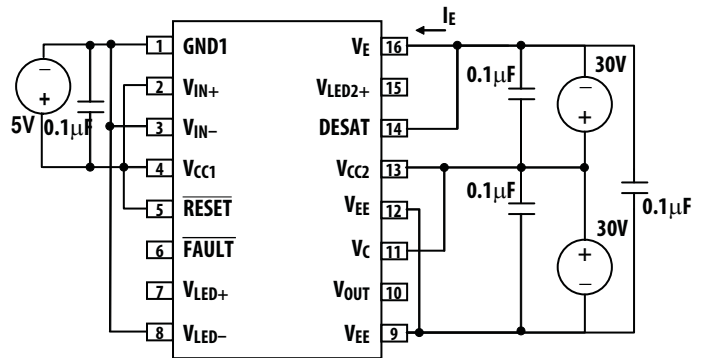 I_E
1 GND1
2 V_IN+
3 V_IN–
4 V_CC1
5 RESET
6 FAULT
7 V_LED+
8 V_LED–
V_E 16
V_LED2+ 15
DESAT 14
V_CC2 13
V_EE 12
V_C 11
V_OUT 10
V_EE 9
–
+
5V
0.1µF
0.1µF
30V
–
+
0.1µF
30V
+
–
0.1µF